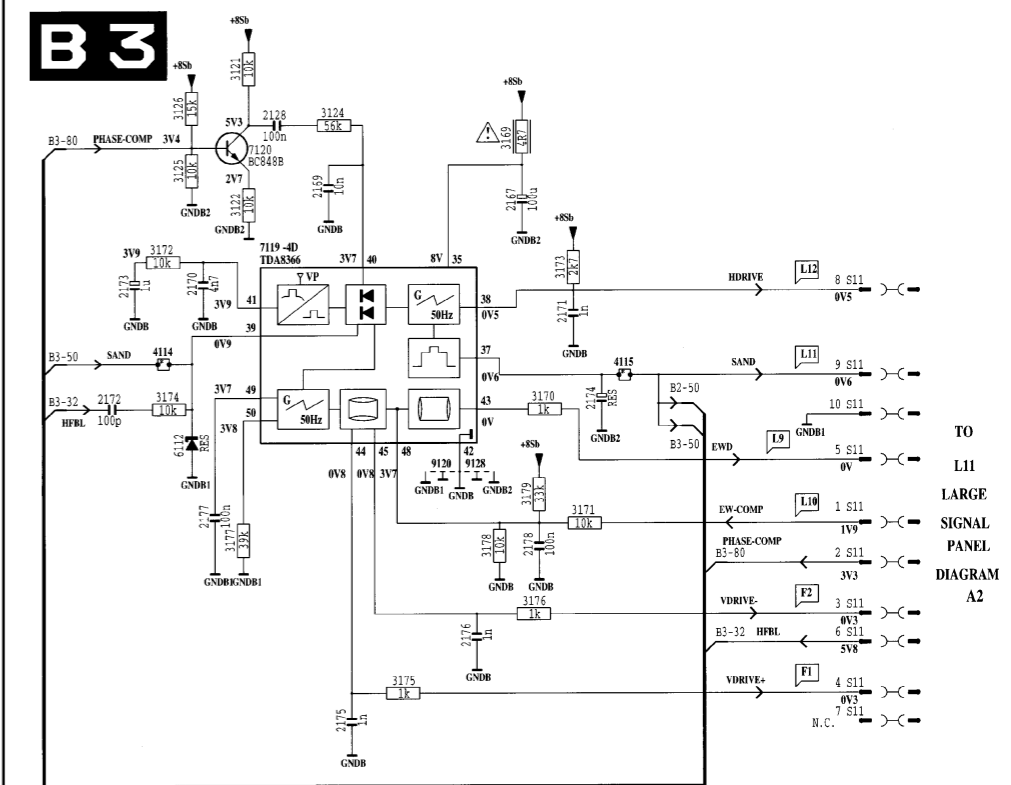 B 3
+8Sb
3121
10k
+8Sb
3126
15k
B3-80
PHASE-COMP
3V4
5V3
2128
100n
3124
56k
7120
BC848B
3125
10k
GNDB2
2V7
3122
10k
GNDB2
2169
10n
GNDB
+8Sb
3169
4R7
2167
100u
GNDB2
7119 -4D
TDA8366
3V7
40
8V
35
3V9
3172
10k
2173
1u
GNDB
2170
4n7
GNDB
3V9
41
VP
G
50Hz
38
0V5
+8Sb
3173
2k7
2171
1n
GNDB
HDRIVE
L12
8 S11
0V5
39
0V9
B3-50
SAND
4114
37
0V6
4115
SAND
L11
9 S11
0V6
2174
RES
GNDB2
B2-50
B3-50
10 S11
GNDB1
B3-32
HFBL
2172
100p
3174
10k
6112
RES
GNDB1
3V7
49
50
3V8
G
50Hz
43
0V
3170
1k
EWD
L9
5 S11
0V
44
45
48
42
0V8
0V8
3V7
9120
9128
GNDB1
GNDB
GNDB2
2177
100n
GNDB1
3177
39k
GNDB1
+8Sb
3179
33k
3171
10k
EW-COMP
L10
1 S11
1V9
3178
10k
GNDB
2178
100n
GNDB
PHASE-COMP
B3-80
2 S11
3V3
3176
1k
VDRIVE-
F2
3 S11
0V3
2176
1n
GNDB
B3-32
HFBL
6 S11
5V8
3175
1k
VDRIVE+
F1
4 S11
0V3
2175
1n
GNDB
7 S11
N.C.
TO
L11
LARGE
SIGNAL
PANEL
DIAGRAM
A2